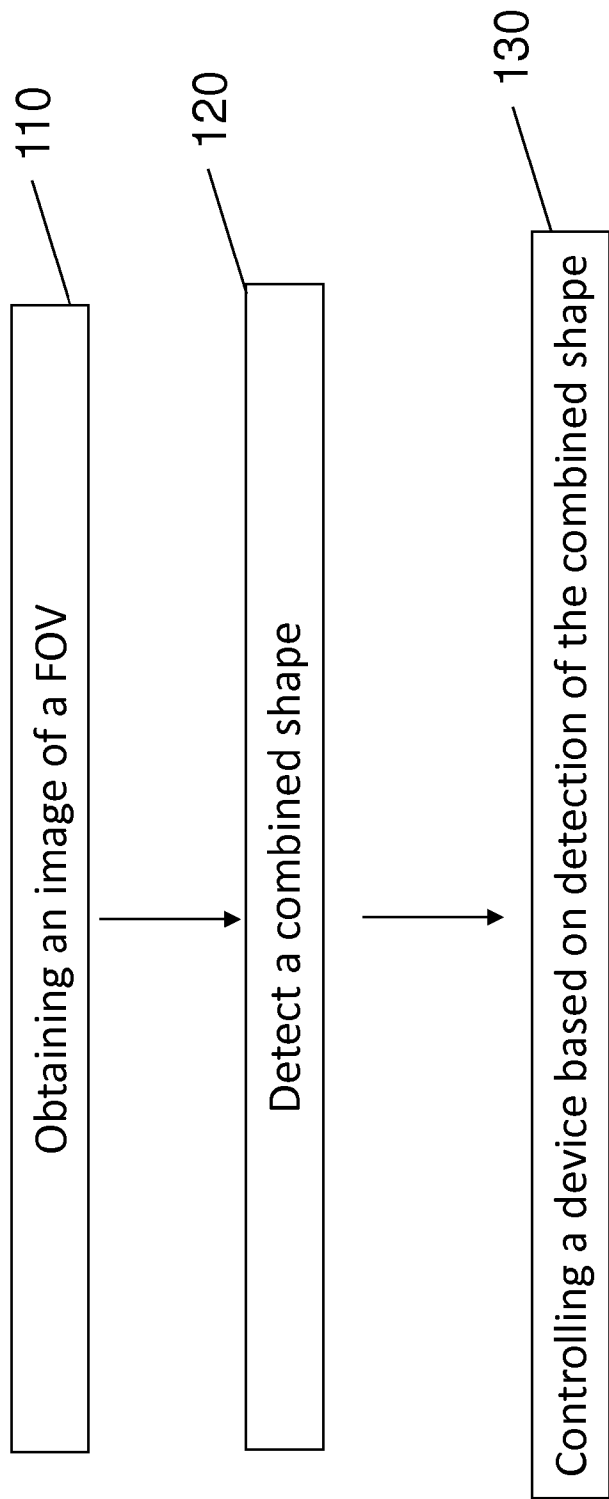 Obtaining an image of a FOV
110
Detect a combined shape
120
Controlling a device based on detection of the combined shape
130